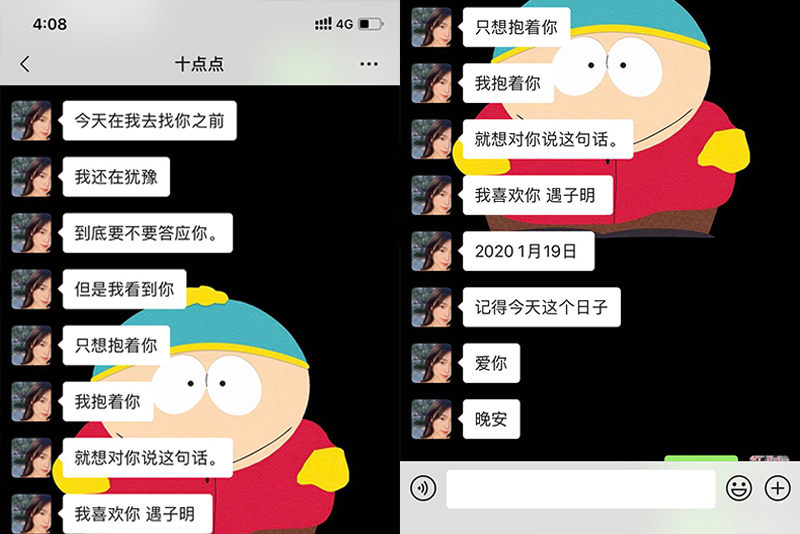 4:08
4G
十点点
今天在我去找你之前
我还在犹豫
到底要不要答应你。
但是我看到你
只想抱着你
我抱着你
就想对你说这句话。
我喜欢你 遇子明
只想抱着你
我抱着你
就想对你说这句话。
我喜欢你 遇子明
2020 1月19日
记得今天这个日子
爱你
晚安